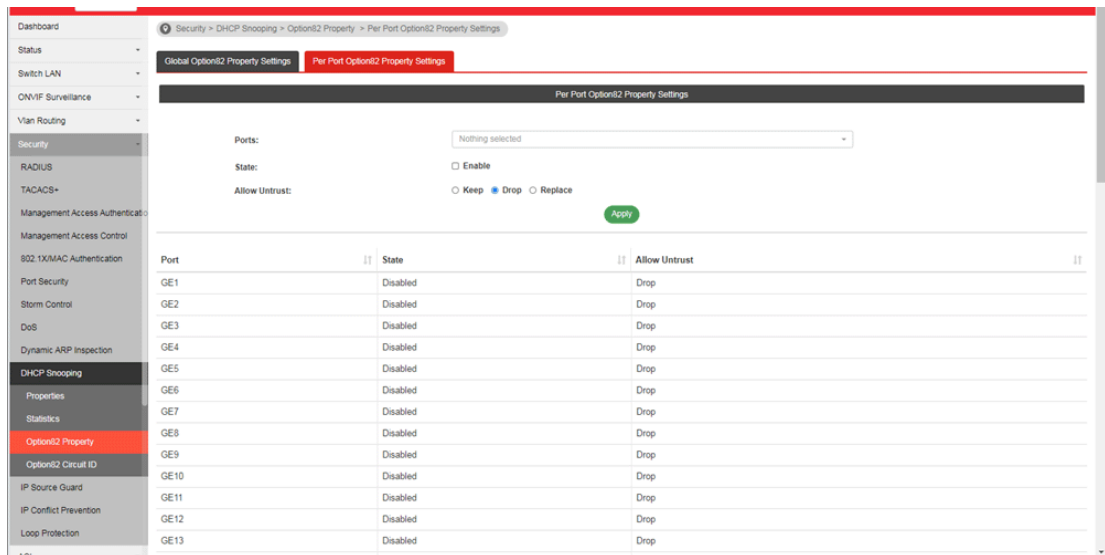 Dashboard
Status
Switch LAN
ONVIF Surveillance
Vlan Routing
Security
RADIUS
TACACS+
Management Access Authenticatio
Management Access Control
802.1X/MAC Authentication
Port Security
Storm Control
DoS
Dynamic ARP Inspection
DHCP Snooping
Properties
Statistics
Option82 Property
Option82 Circuit ID
IP Source Guard
IP Conflict Prevention
Loop Protection
Security > DHCP Snooping > Option82 Property > Per Port Option82 Property Settings
Global Option82 Property Settings Per Port Option82 Property Settings
Per Port Option82 Property Settings
Ports: Nothing selected
State: Enable
Allow Untrust: Keep Drop Replace
Apply
Port State Allow Untrust
GE1 Disabled Drop
GE2 Disabled Drop
GE3 Disabled Drop
GE4 Disabled Drop
GE5 Disabled Drop
GE6 Disabled Drop
GE7 Disabled Drop
GE8 Disabled Drop
GE9 Disabled Drop
GE10 Disabled Drop
GE11 Disabled Drop
GE12 Disabled Drop
GE13 Disabled Drop